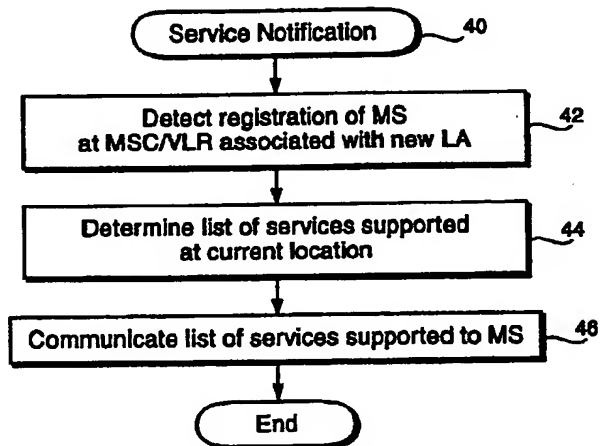 Service Notification
40
Detect registration of MS
at MSC/VLR associated with new LA
42
Determine list of services supported
at current location
44
Communicate list of services supported to MS
46
End